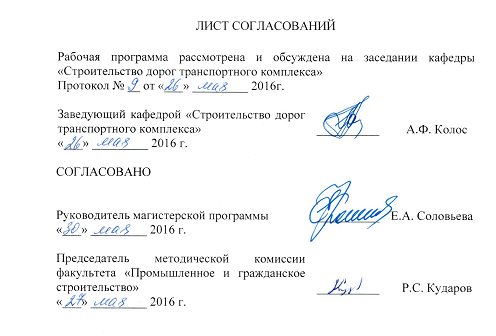 ЛИСТ СОГЛАСОВАНИЙ
Рабочая программа рассмотрена и обсуждена на заседании кафедры
«Строительство дорог транспортного комплекса»
Протокол № 9 от «26» мая 2016г.
Заведующий кафедрой «Строительство дорог
транспортного комплекса» А.Ф. Колос
«26» мая 2016 г.
СОГЛАСОВАНО
Руководитель магистерской программы Е.А. Соловьева
«30» мая 2016 г.
Председатель методической комиссии
факультета «Промышленное и гражданское
строительство» Р.С. Кударов
«27» мая 2016 г.